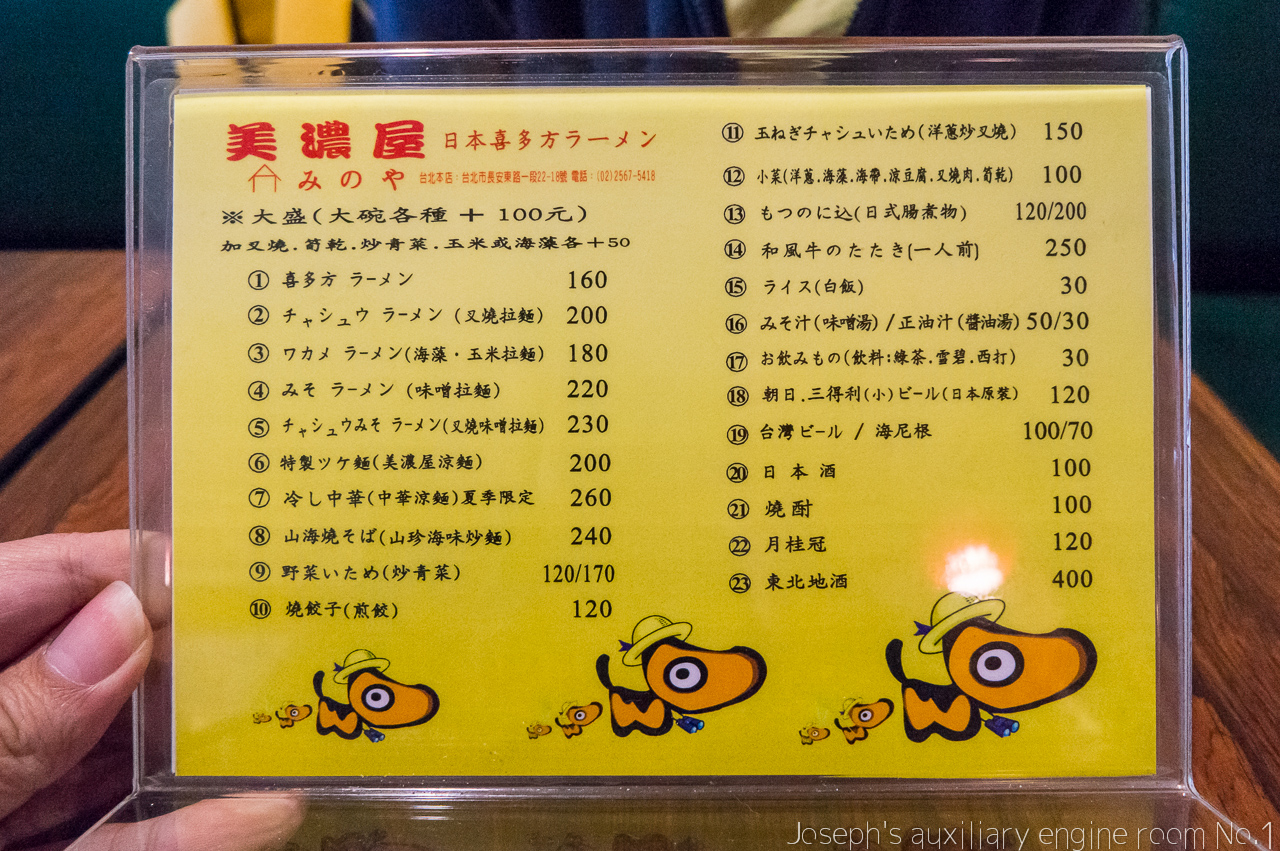 美濃屋 日本喜多方ラーメン
みのや 台北本店：台北市長安東路一段22-18號 電話：(02)2567-5418
※大盛(大碗各種＋100元)
加叉燒.筍乾.炒青菜.玉米或海藻各＋50
① 喜多方 ラーメン 160
② チャシュウ ラーメン (叉燒拉麵) 200
③ ワカメ ラーメン(海藻・玉米拉麵) 180
④ みそ ラーメン (味噌拉麵) 220
⑤ チャシュウみそ ラーメン(叉燒味噌拉麵) 230
⑥ 特製ツケ麵(美濃屋涼麵) 200
⑦ 冷し中華(中華涼麵)夏季限定 260
⑧ 山海燒そば(山珍海味炒麵) 240
⑨ 野菜いため(炒青菜) 120/170
⑩ 燒餃子(煎餃) 120
⑪ 玉ねぎチャシュいため(洋蔥炒叉燒) 150
⑫ 小菜(洋蔥.海藻.海帶.涼豆腐.叉燒肉.筍乾) 100
⑬ もつのに込(日式腸煮物) 120/200
⑭ 和風牛のたたき(一人前) 250
⑮ ライス(白飯) 30
⑯ みそ汁(味噌湯)/正油汁(醬油湯) 50/30
⑰ お飲みもの(飲料:綠茶.雪碧.西打) 30
⑱ 朝日.三得利(小)ビール(日本原裝) 120
⑲ 台灣ビール / 海尼根 100/70
⑳ 日本酒 100
㉑ 燒酎 100
㉒ 月桂冠 120
㉓ 東北地酒 400
Joseph's auxiliary engine room No.1